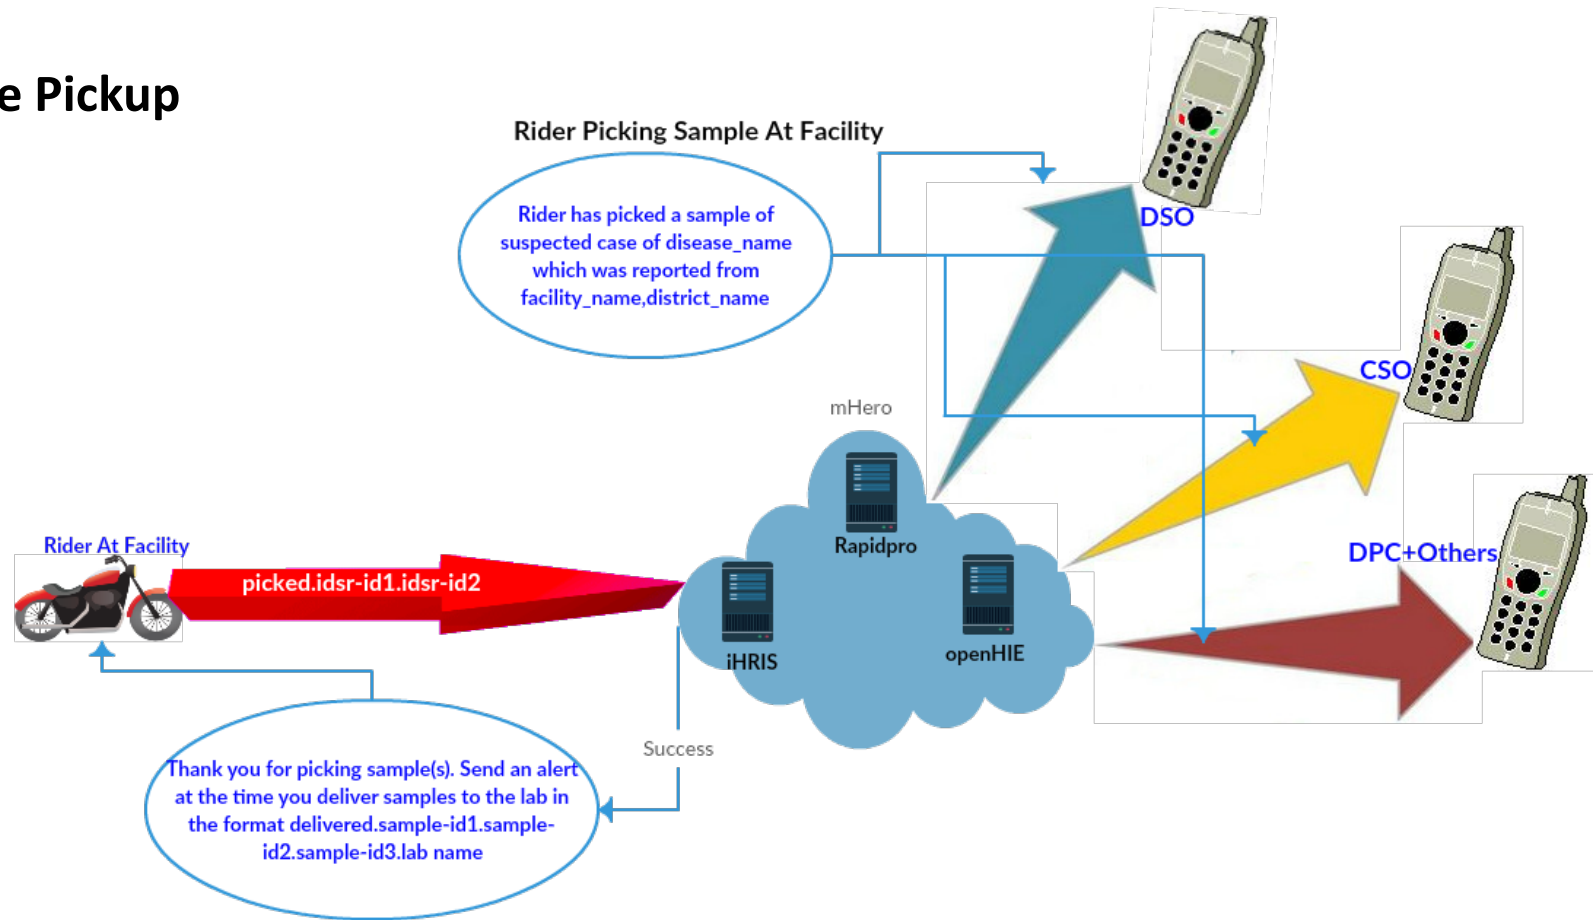 e Pickup
Rider Picking Sample At Facility
Rider has picked a sample of
suspected case of disease_name
which was reported from
facility_name,district_name
DSO
CSO
mHero
Rapidpro
DPC+Others
Rider At Facility
picked.idsr-id1.idsr-id2
iHRIS
openHIE
Success
Thank you for picking sample(s). Send an alert
at the time you deliver samples to the lab in
the format delivered.sample-id1.sample-
id2.sample-id3.lab name